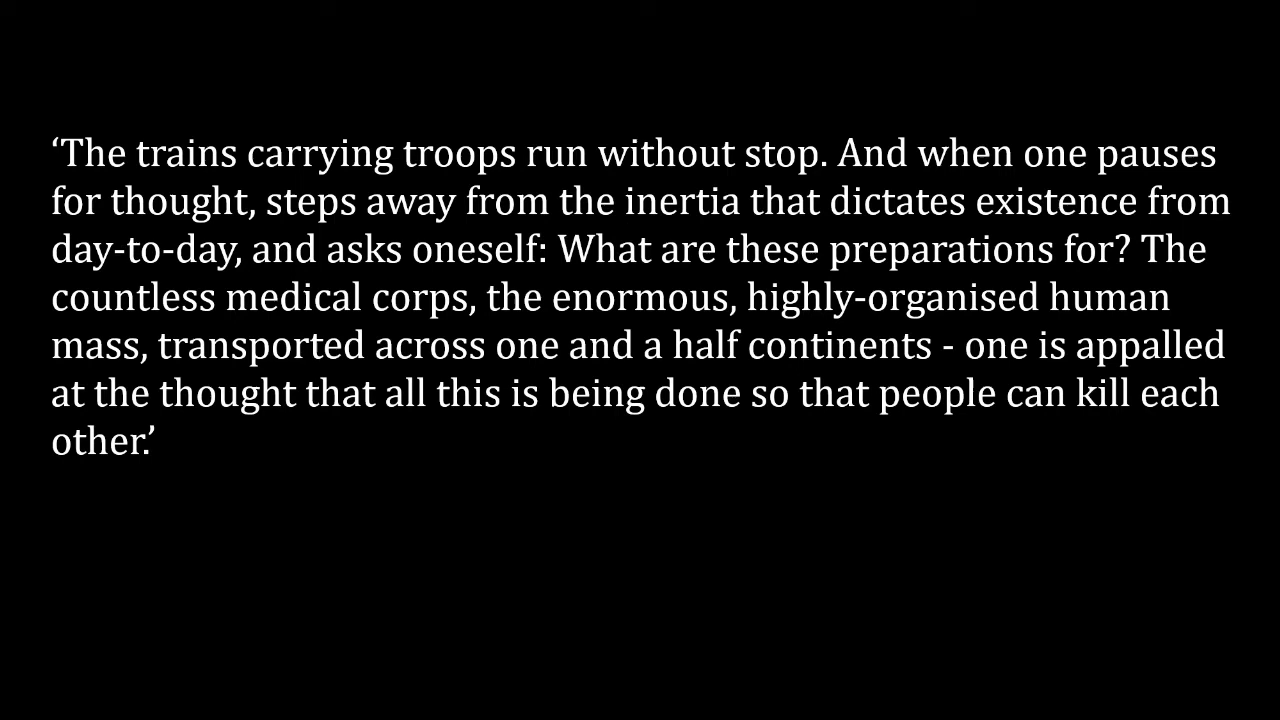 ‘The trains carrying troops run without stop. And when one pauses
for thought, steps away from the inertia that dictates existence from
day-to-day, and asks oneself: What are these preparations for? The
countless medical corps, the enormous, highly-organised human
mass, transported across one and a half continents - one is appalled
at the thought that all this is being done so that people can kill each
other.’